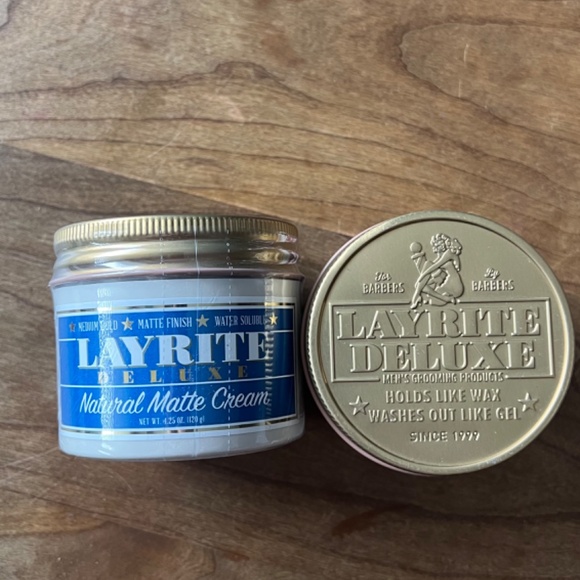 MEDIUM HOLD ★ MATTE FINISH ★ WATER SOLUBLE ★
LAYRITE
DELUXE
Natural Matte Cream
NET WT. 4.25 OZ. (120 g)
For BARBERS By BARBERS
LAYRITE
DELUXE
MEN'S GROOMING PRODUCTS
HOLDS LIKE WAX
WASHES OUT LIKE GEL
SINCE 1999